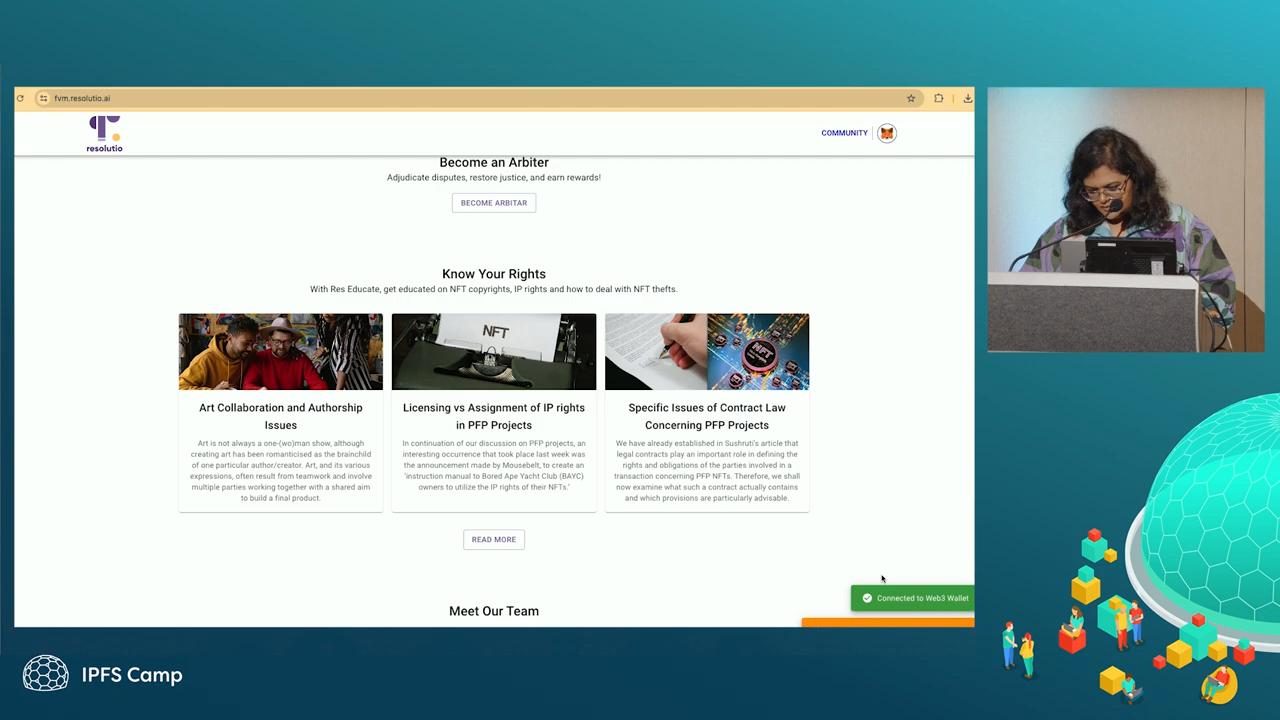 fvm.resolutio.ai
resolutio
COMMUNITY
Become an Arbiter
Adjudicate disputes, restore justice, and earn rewards!
BECOME ARBITAR
Know Your Rights
With Res Educate, get educated on NFT copyrights, IP rights and how to deal with NFT thefts.
NFT
NFT
Art Collaboration and Authorship
Issues
Art is not always a one-(wo)man show, although
creating art has been romanticised as the brainchild
of one particular author/creator. Art, and its various
expressions, often result from teamwork and involve
multiple parties working together with a shared aim
to build a final product.
Licensing vs Assignment of IP rights
in PFP Projects
In continuation of our discussion on PFP projects, an
interesting occurrence that took place last week was
the announcement made by Mousebelt, to create an
'instruction manual to Bored Ape Yacht Club (BAYC)
owners to utilize the IP rights of their NFTs.'
Specific Issues of Contract Law
Concerning PFP Projects
We have already established in Sushruti's article that
legal contracts play an important role in defining the
rights and obligations of the parties involved in a
transaction concerning PFP NFTs. Therefore, we shall
now examine what such a contract actually contains
and which provisions are particularly advisable.
READ MORE
Connected to Web3 Wallet
Meet Our Team
IPFS Camp